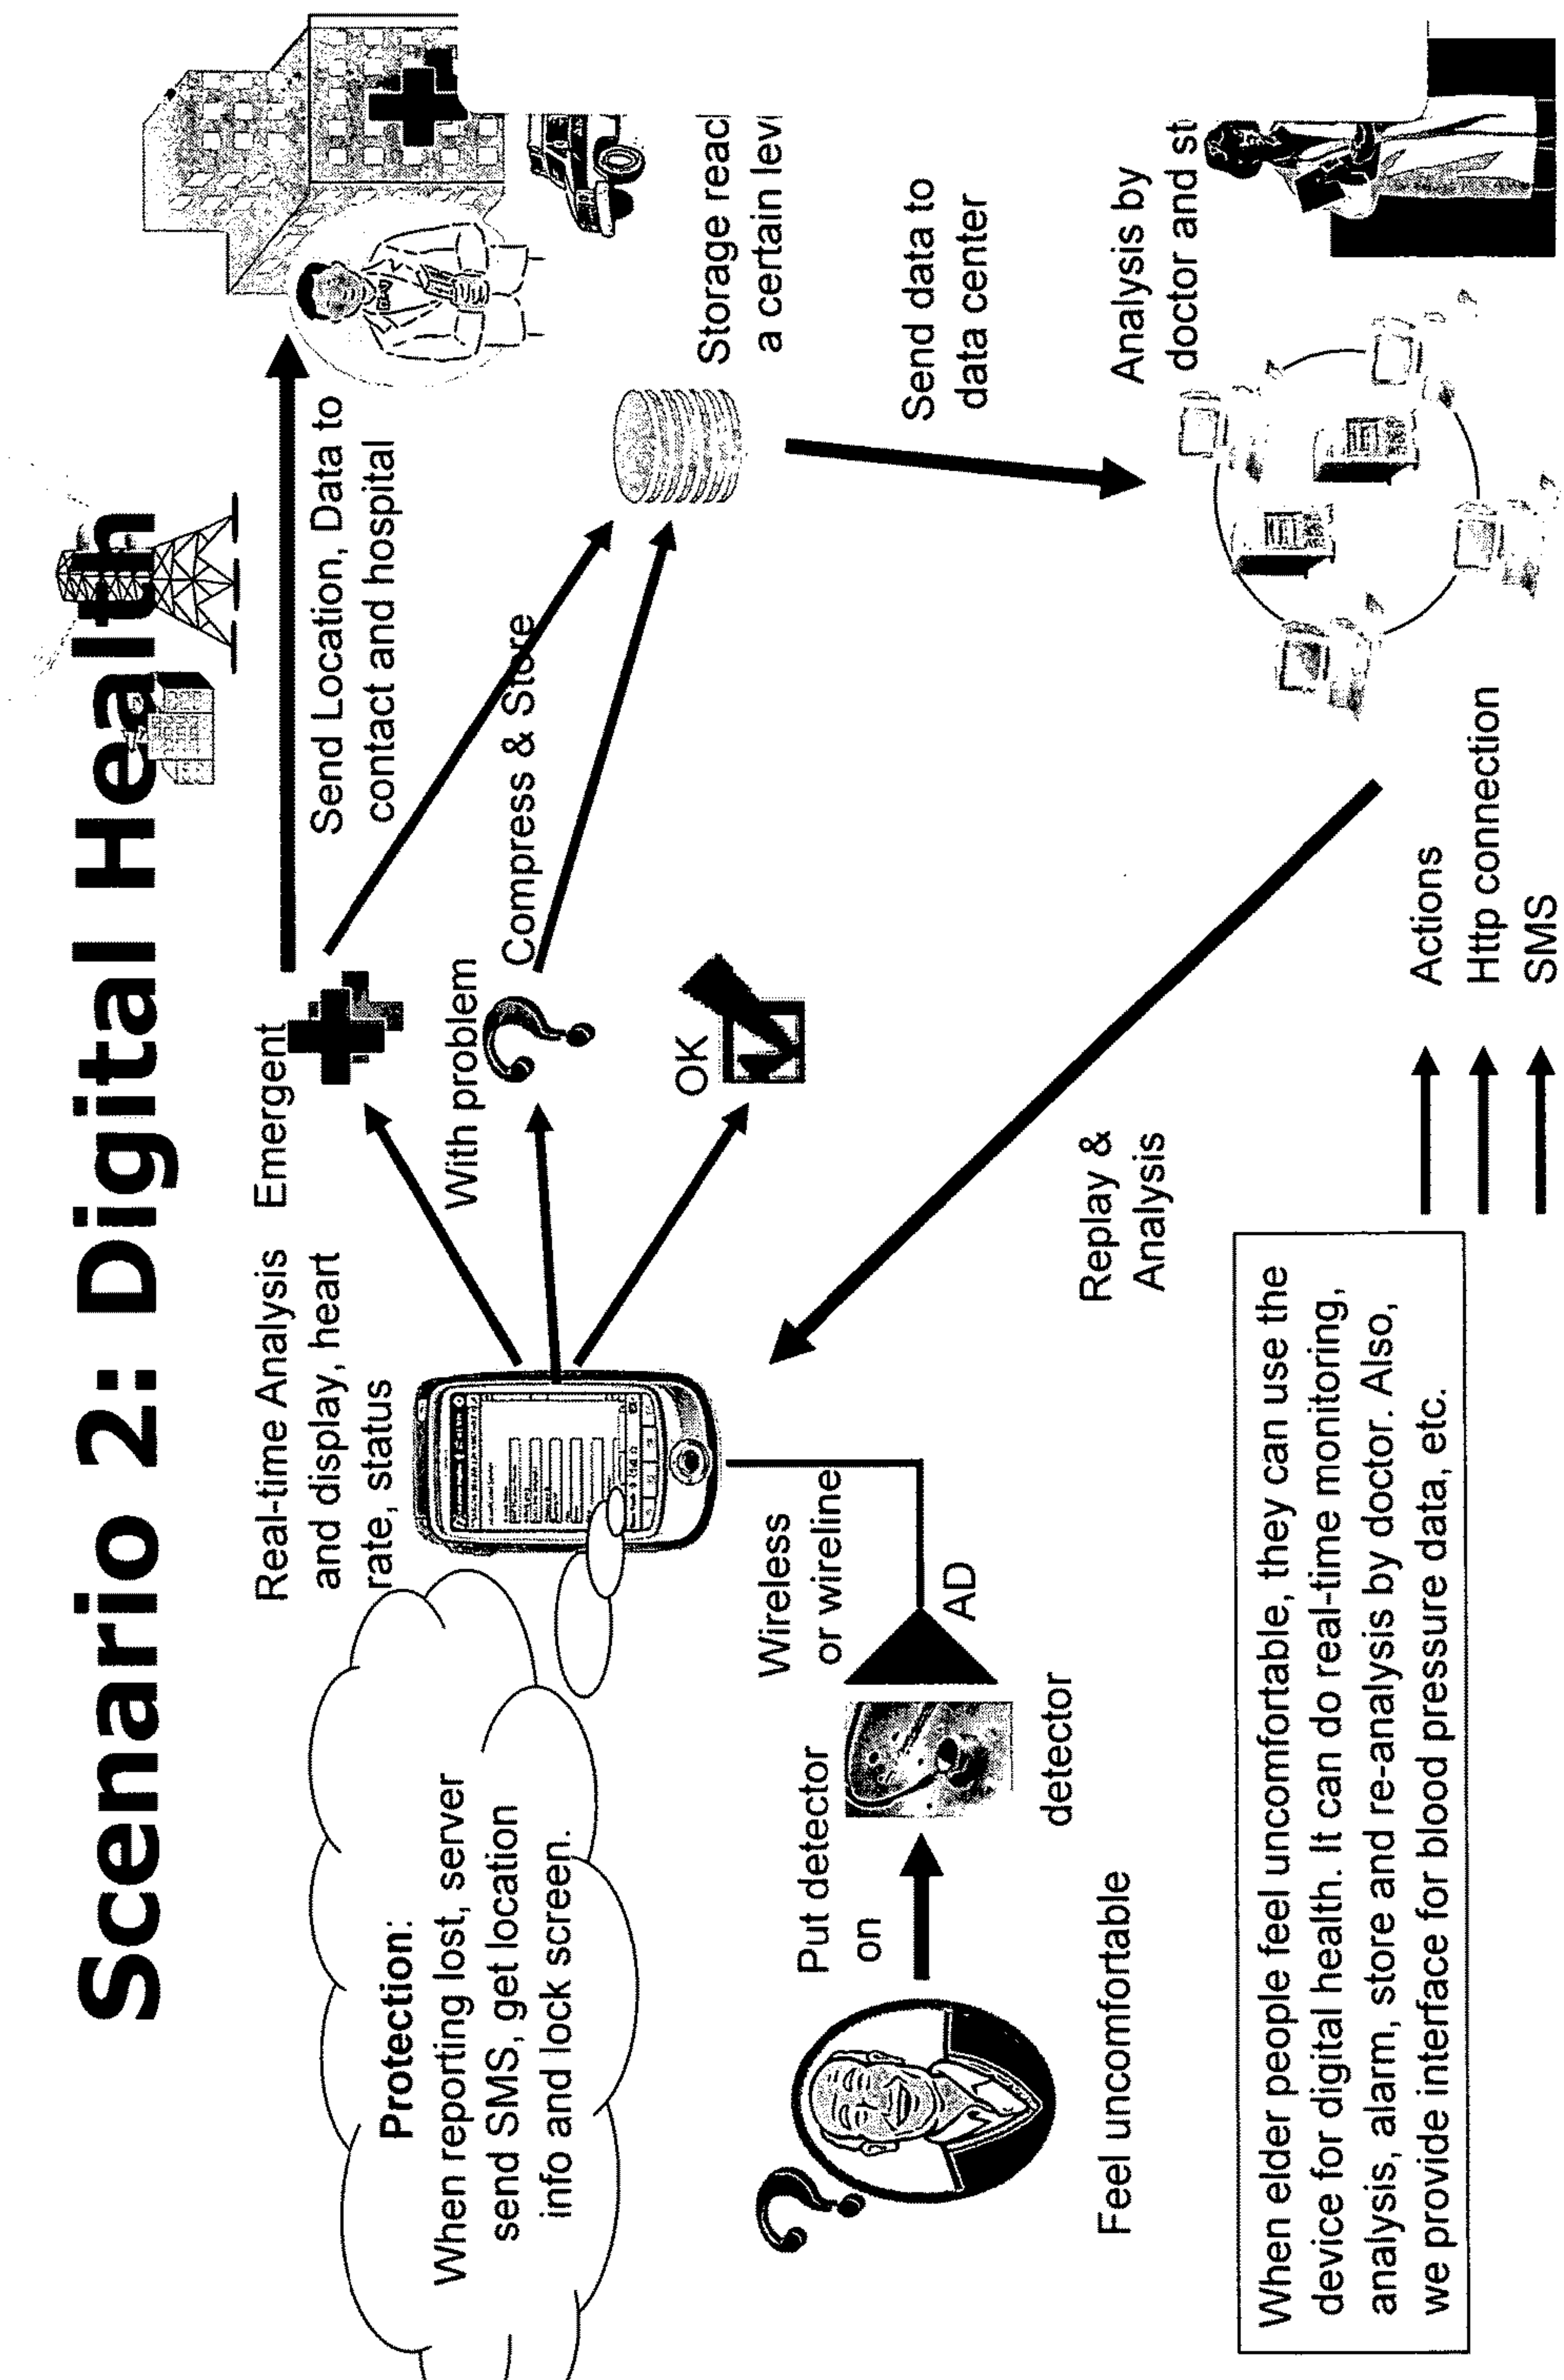 Scenario 2: Digital Health
Protection:
When reporting lost, server
send SMS, get location
info and lock screen.
Real-time Analysis
and display, heart
rate, status
Emergent
With problem
OK
Send Location, Data to
contact and hospital
Compress & Store
Storage reac
a certain lev
Send data to
data center
Analysis by
doctor and st
Put detector
on
Wireless
or wireline
AD
detector
Feel uncomfortable
Replay &
Analysis
When elder people feel uncomfortable, they can use the
device for digital health. It can do real-time monitoring,
analysis, alarm, store and re-analysis by doctor. Also,
we provide interface for blood pressure data, etc.
Actions
Http connection
SMS